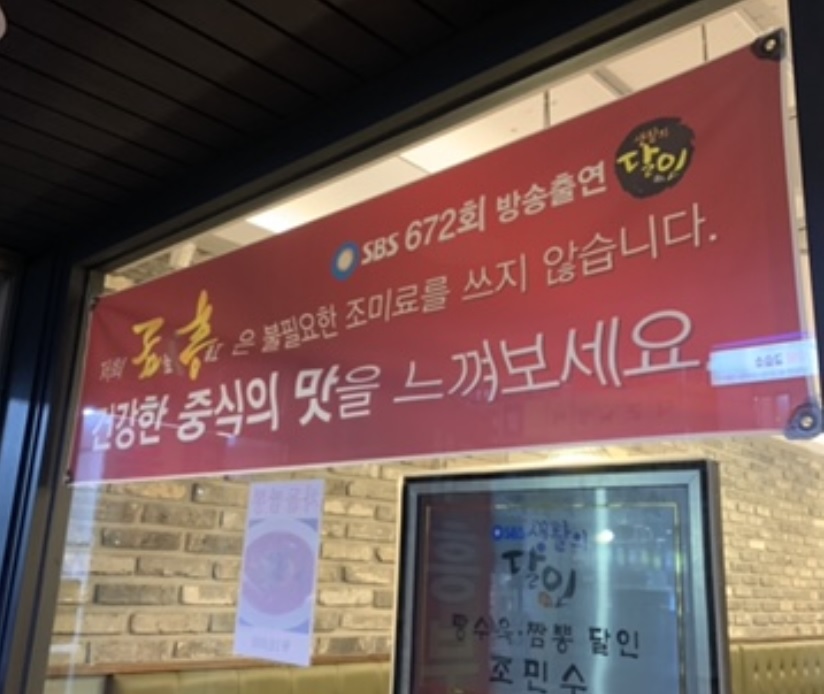 SBS 672회 방송출연
생활의
달인
저희 은 불필요한 조미료를 쓰지 않습니다.
건강한 중식의 맛을 느껴보세요
SBS 생활의
달인
탕수육·짬뽕 달인
조민수